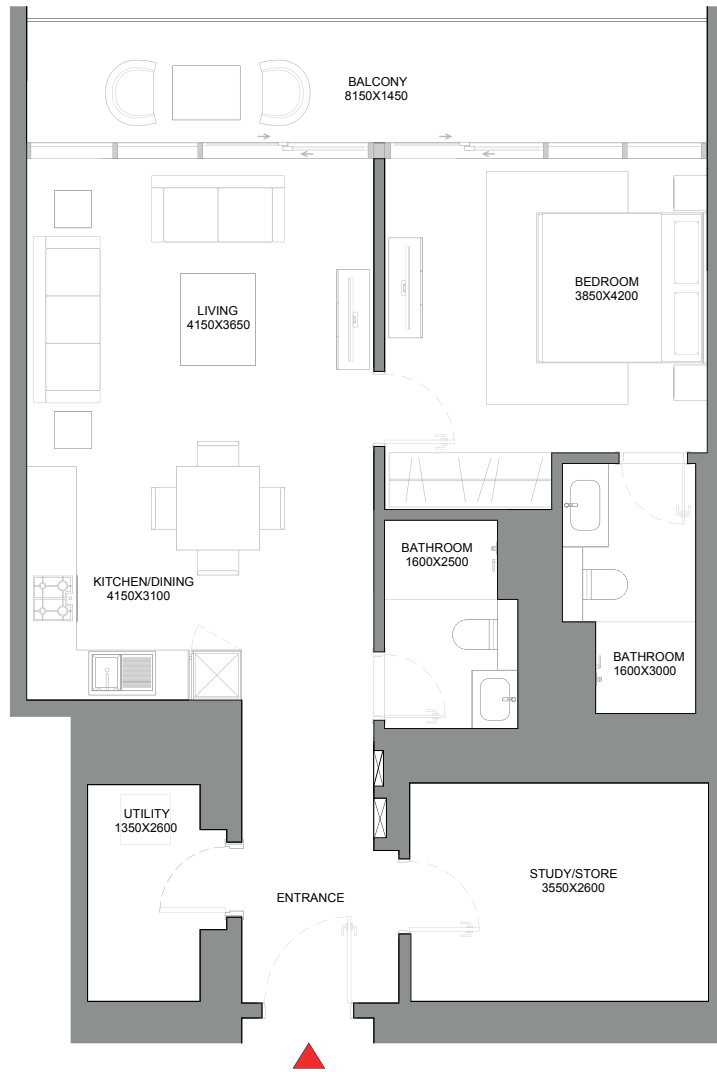 BALCONY
8150X1450
BEDROOM
3850X4200
LIVING
4150X3650
BATHROOM
1600X2500
KITCHEN/DINING
4150X3100
BATHROOM
1600X3000
UTILITY
1350X2600
STUDY/STORE
3550X2600
ENTRANCE